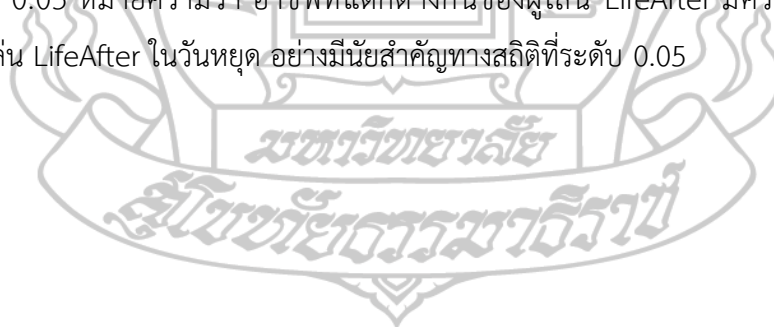 0.05 หมายความว่า อาชีพที่แตกต่างกันของผู้เล่น LifeAfter มีคว
่น LifeAfter ในวันหยุด อย่างมีนัยสำคัญทางสถิติที่ระดับ 0.05
มหาวิทยาลัย
สุโขทัยธรรมาธิราช